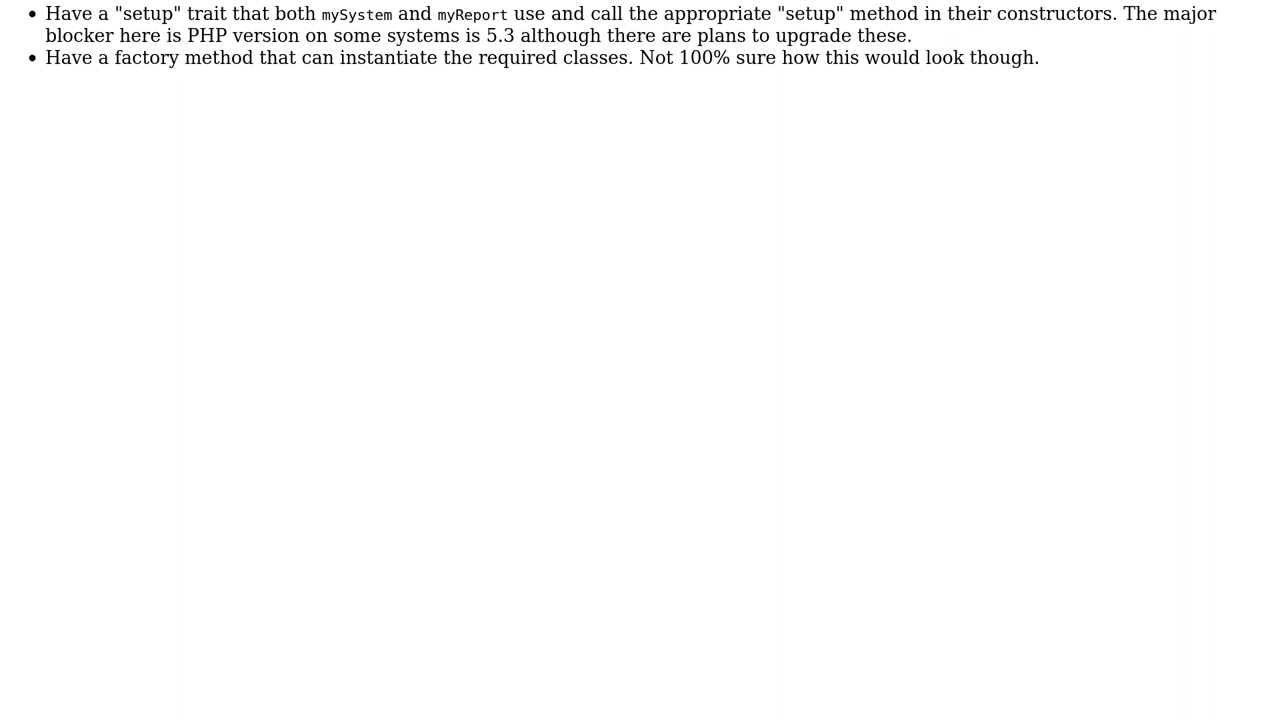 Have a "setup" trait that both mySystem and myReport use and call the appropriate "setup" method in their constructors. The major
blocker here is PHP version on some systems is 5.3 although there are plans to upgrade these.
Have a factory method that can instantiate the required classes. Not 100% sure how this would look though.